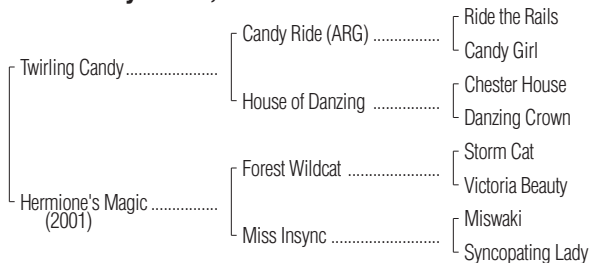 Ride the Rails
Candy Ride (ARG) ................
Candy Girl
Twirling Candy ......................
Chester House
House of Danzing ................
Danzing Crown
Storm Cat
Forest Wildcat ......................
Victoria Beauty
Hermione's Magic ................
(2001)
Miswaki
Miss Insync ..........................
Syncopating Lady